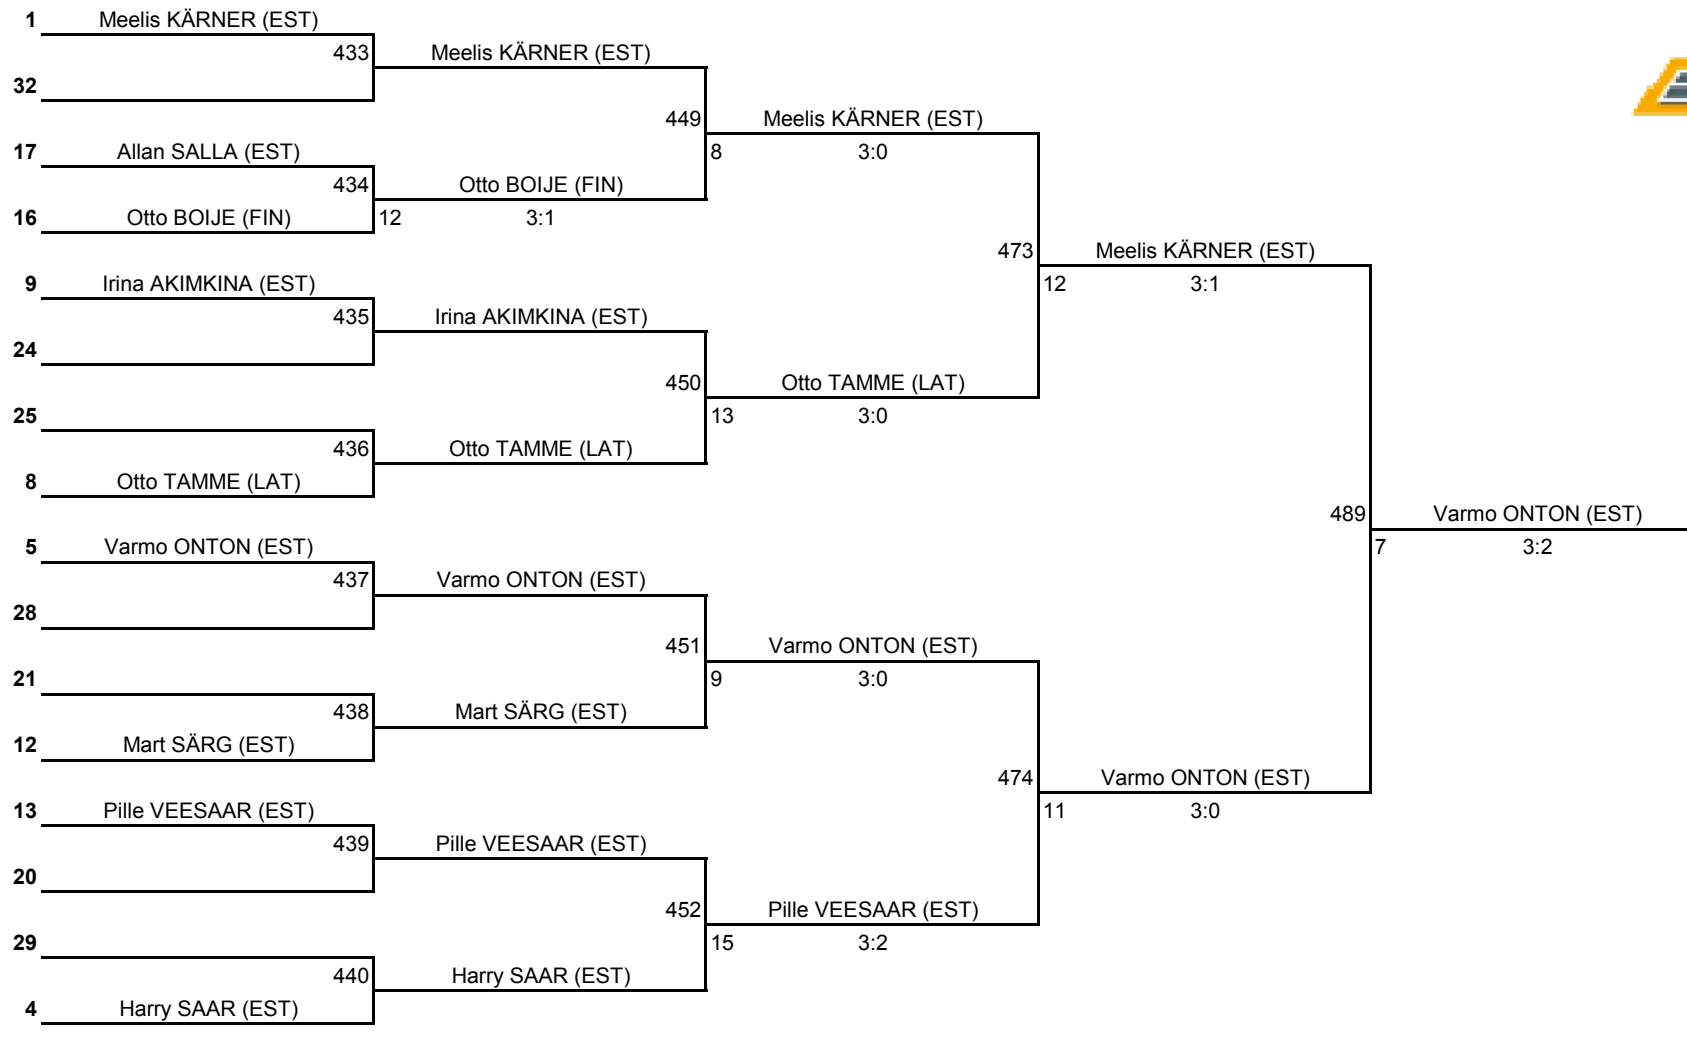 1 Meelis KÄRNER (EST)
433 Meelis KÄRNER (EST)
32
449 Meelis KÄRNER (EST)
17 Allan SALLA (EST)
8 3:0
434 Otto BOIJE (FIN)
16 Otto BOIJE (FIN)
12 3:1
473 Meelis KÄRNER (EST)
9 Irina AKIMKINA (EST)
12 3:1
435 Irina AKIMKINA (EST)
24
450 Otto TAMME (LAT)
25
13 3:0
436 Otto TAMME (LAT)
8 Otto TAMME (LAT)
489 Varmo ONTON (EST)
5 Varmo ONTON (EST)
7 3:2
437 Varmo ONTON (EST)
28
451 Varmo ONTON (EST)
21
9 3:0
438 Mart SÄRG (EST)
12 Mart SÄRG (EST)
474 Varmo ONTON (EST)
13 Pille VEESAAR (EST)
11 3:0
439 Pille VEESAAR (EST)
20
452 Pille VEESAAR (EST)
29
15 3:2
440 Harry SAAR (EST)
4 Harry SAAR (EST)